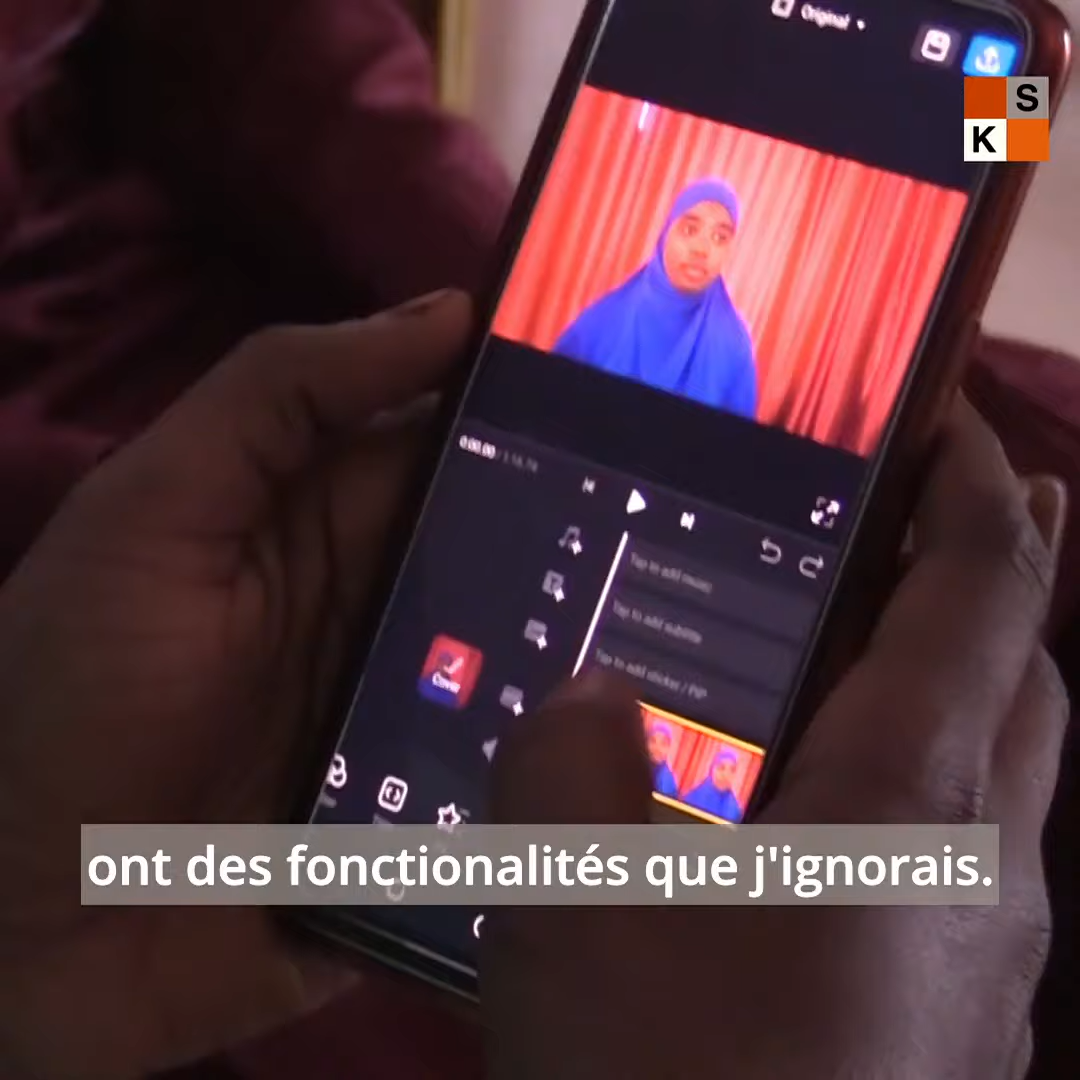 Original
S
K
0:00.00
Tap to add music
Tap to add subtitle
Tap to add sticker / PIP
Cover
ont des fonctionalités que j'ignorais.